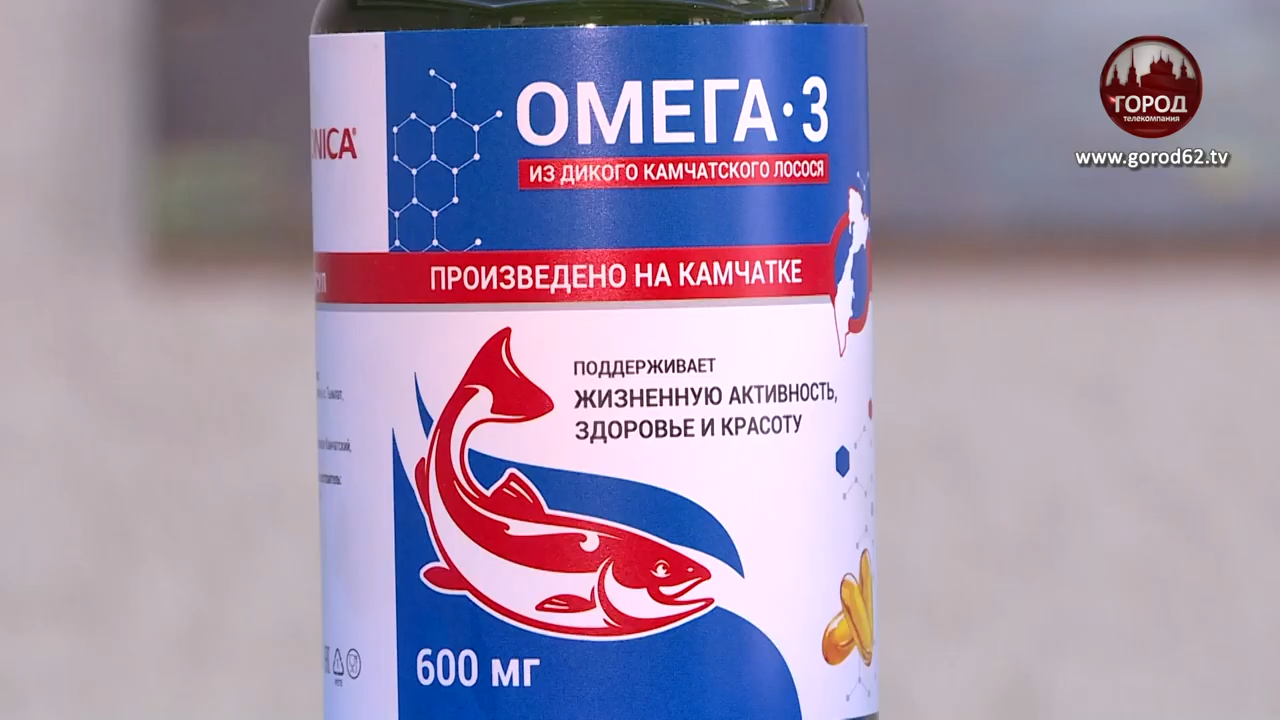 ОМЕГА·3
ИЗ ДИКОГО КАМЧАТСКОГО ЛОСОСЯ
ПРОИЗВЕДЕНО НА КАМЧАТКЕ
ПОДДЕРЖИВАЕТ
ЖИЗНЕННУЮ АКТИВНОСТЬ,
ЗДОРОВЬЕ И КРАСОТУ
600 мг
NICA®
ГОРОД
телекомпания
www.gorod62.tv